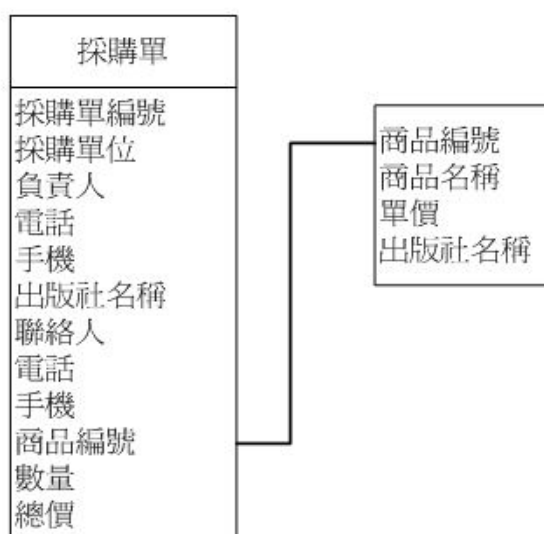 採購單
採購單編號
採購單位
負責人
電話
手機
出版社名稱
聯絡人
電話
手機
商品編號
數量
總價
商品編號
商品名稱
單價
出版社名稱